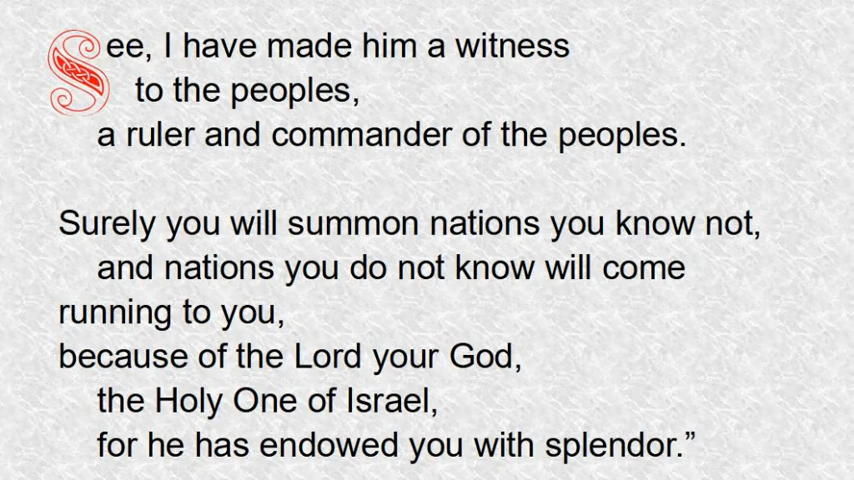 See, I have made him a witness
to the peoples,
a ruler and commander of the peoples.
Surely you will summon nations you know not,
and nations you do not know will come
running to you,
because of the Lord your God,
the Holy One of Israel,
for he has endowed you with splendor.”